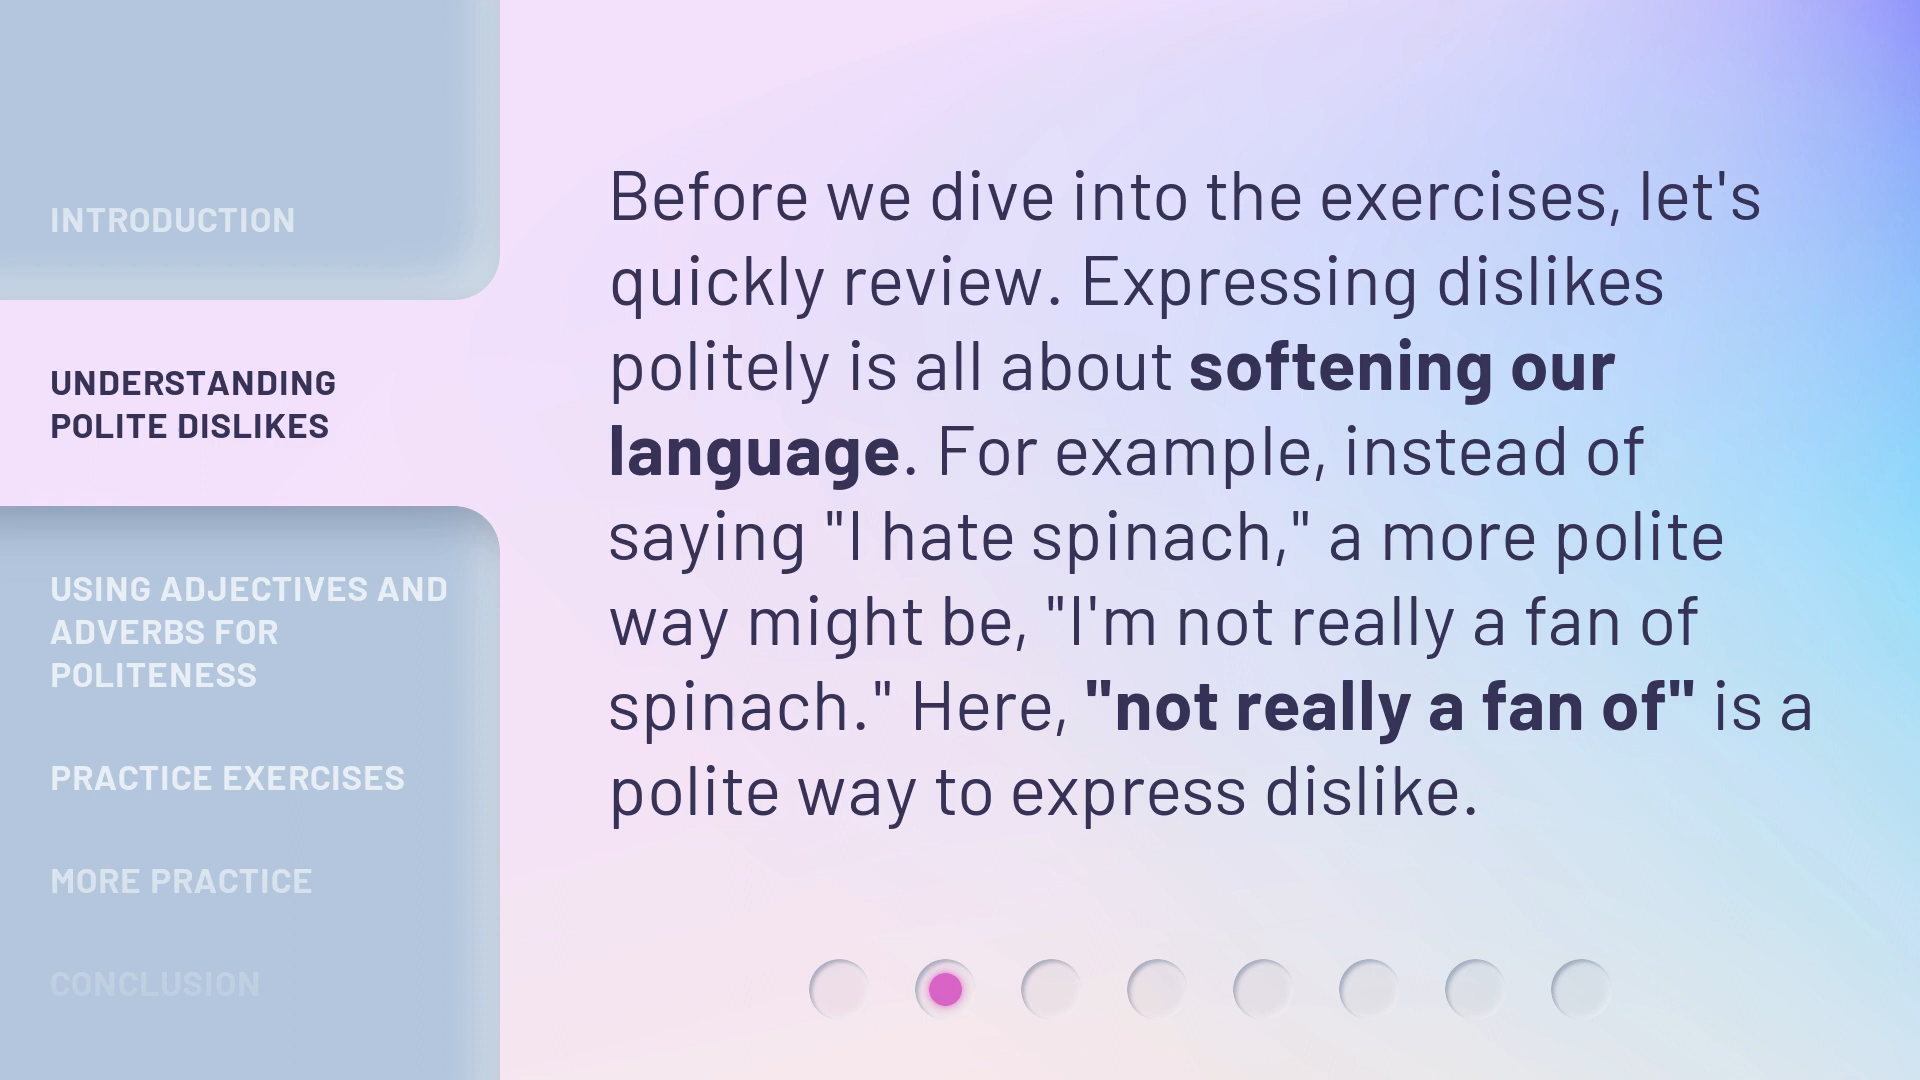 INTRODUCTION
UNDERSTANDING
POLITE DISLIKES
USING ADJECTIVES AND
ADVERBS FOR
POLITENESS
PRACTICE EXERCISES
MORE PRACTICE
CONCLUSION
Before we dive into the exercises, let's
quickly review. Expressing dislikes
politely is all about softening our
language. For example, instead of
saying "I hate spinach," a more polite
way might be, "I'm not really a fan of
spinach." Here, "not really a fan of" is a
polite way to express dislike.